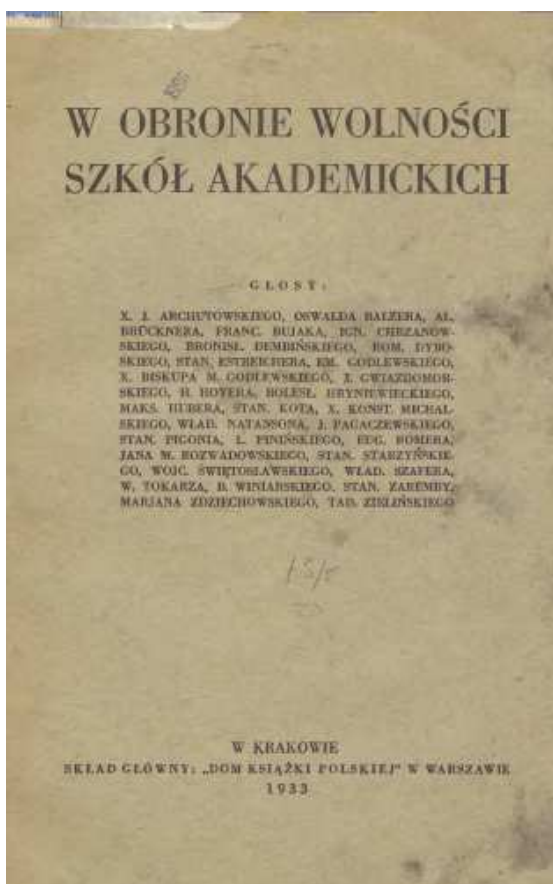 W OBRONIE WOLNOŚCI
SZKÓŁ AKADEMICKICH
GŁOSY:
X. J. ARCHUTOWSKIEGO, OSWALDA BALZERA, AL.
BRÜCKNERA, FRANC. BUJAKA, IGN. CHRZANOW-
SKIEGO, BRONISŁ. DEMBIŃSKIEGO, ROM. DYBO-
SKIEGO, STAN. ESTREICHERA, EM. GODLEWSKIEGO,
X. BISKUPA M. GODLEWSKIEGO, J. GWIAZDOMOR-
SKIEGO, H. HOYERA, BOLESŁ. HRYNIEWIECKIEGO,
MAKS. HUBERA, STAN. KOTA, X. KONST. MICHAL-
SKIEGO, WŁAD. NATANSONA, J. PAGACZEWSKIEGO,
STAN. PIGONIA, L. PINIŃSKIEGO, EUG. ROMERA,
JANA M. ROZWADOWSKIEGO, STAN. STARZYŃSKIE-
GO, WOJC. ŚWIĘTOSŁAWSKIEGO, WŁAD. SZAFERA,
W. TOKARZA, B. WINIARSKIEGO, STAN. ZAREMBY,
MARJANA ZDZIECHOWSKIEGO, TAD. ZIELIŃSKIEGO
W KRAKOWIE
SKŁAD GŁÓWNY: „DOM KSIĄŻKI POLSKIEJ" W WARSZAWIE
1933